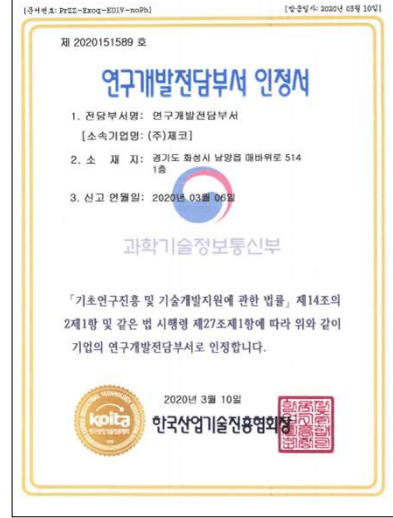 [문서번호: PrZZ-Exoq-EDiV-noPh]
[발급일자: 2020년 03월 10일]
제 2020151589 호
연구개발전담부서 인정서
1. 전담부서명: 연구개발전담부서
[소속기업명: (주)제코]
2. 소 재 지: 경기도 화성시 남양읍 매바위로 514
1층
3. 신고 연월일: 2020년 03월 06일
과학기술정보통신부
「기초연구진흥 및 기술개발지원에 관한 법률」 제14조의
2제1항 및 같은 법 시행령 제27조제1항에 따라 위와 같이
기업의 연구개발전담부서로 인정합니다.
2020년 3월 10일
koita
한국산업기술진흥협회장